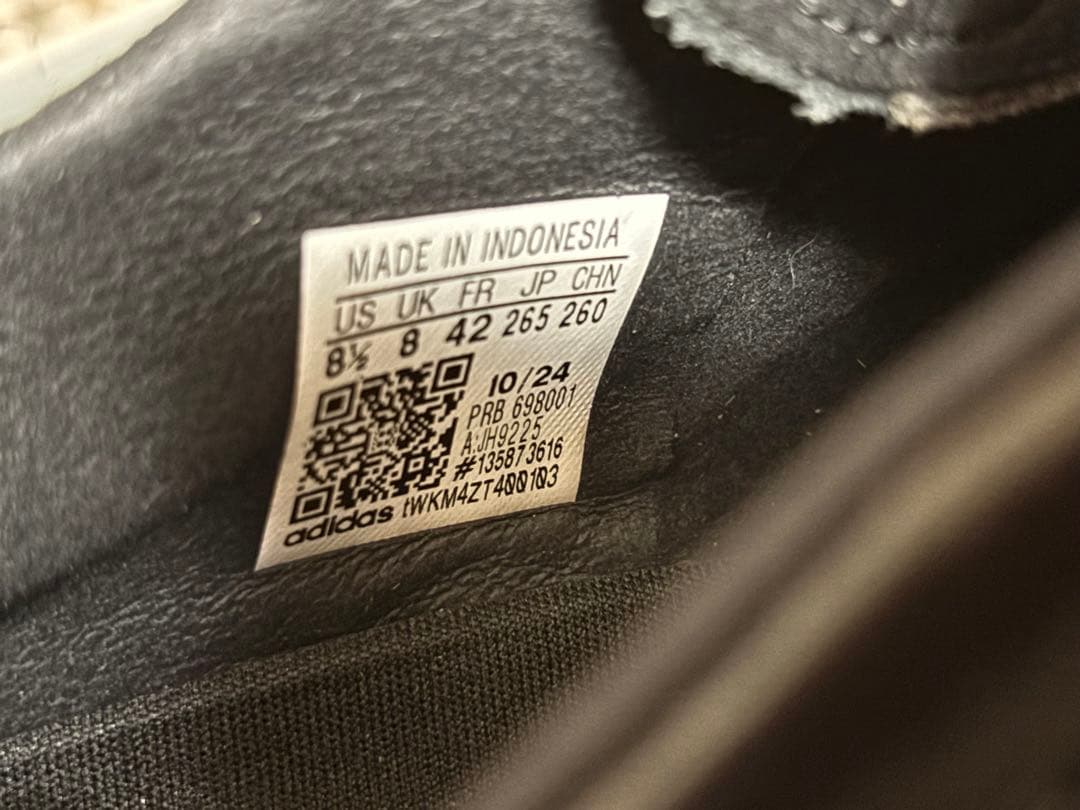 MADE IN INDONESIA
US UK FR JP CHN
8½ 8 42 265 260
10/24
PRB 698001
A:JH9225
#135873616
adidas tWKM4ZT400103